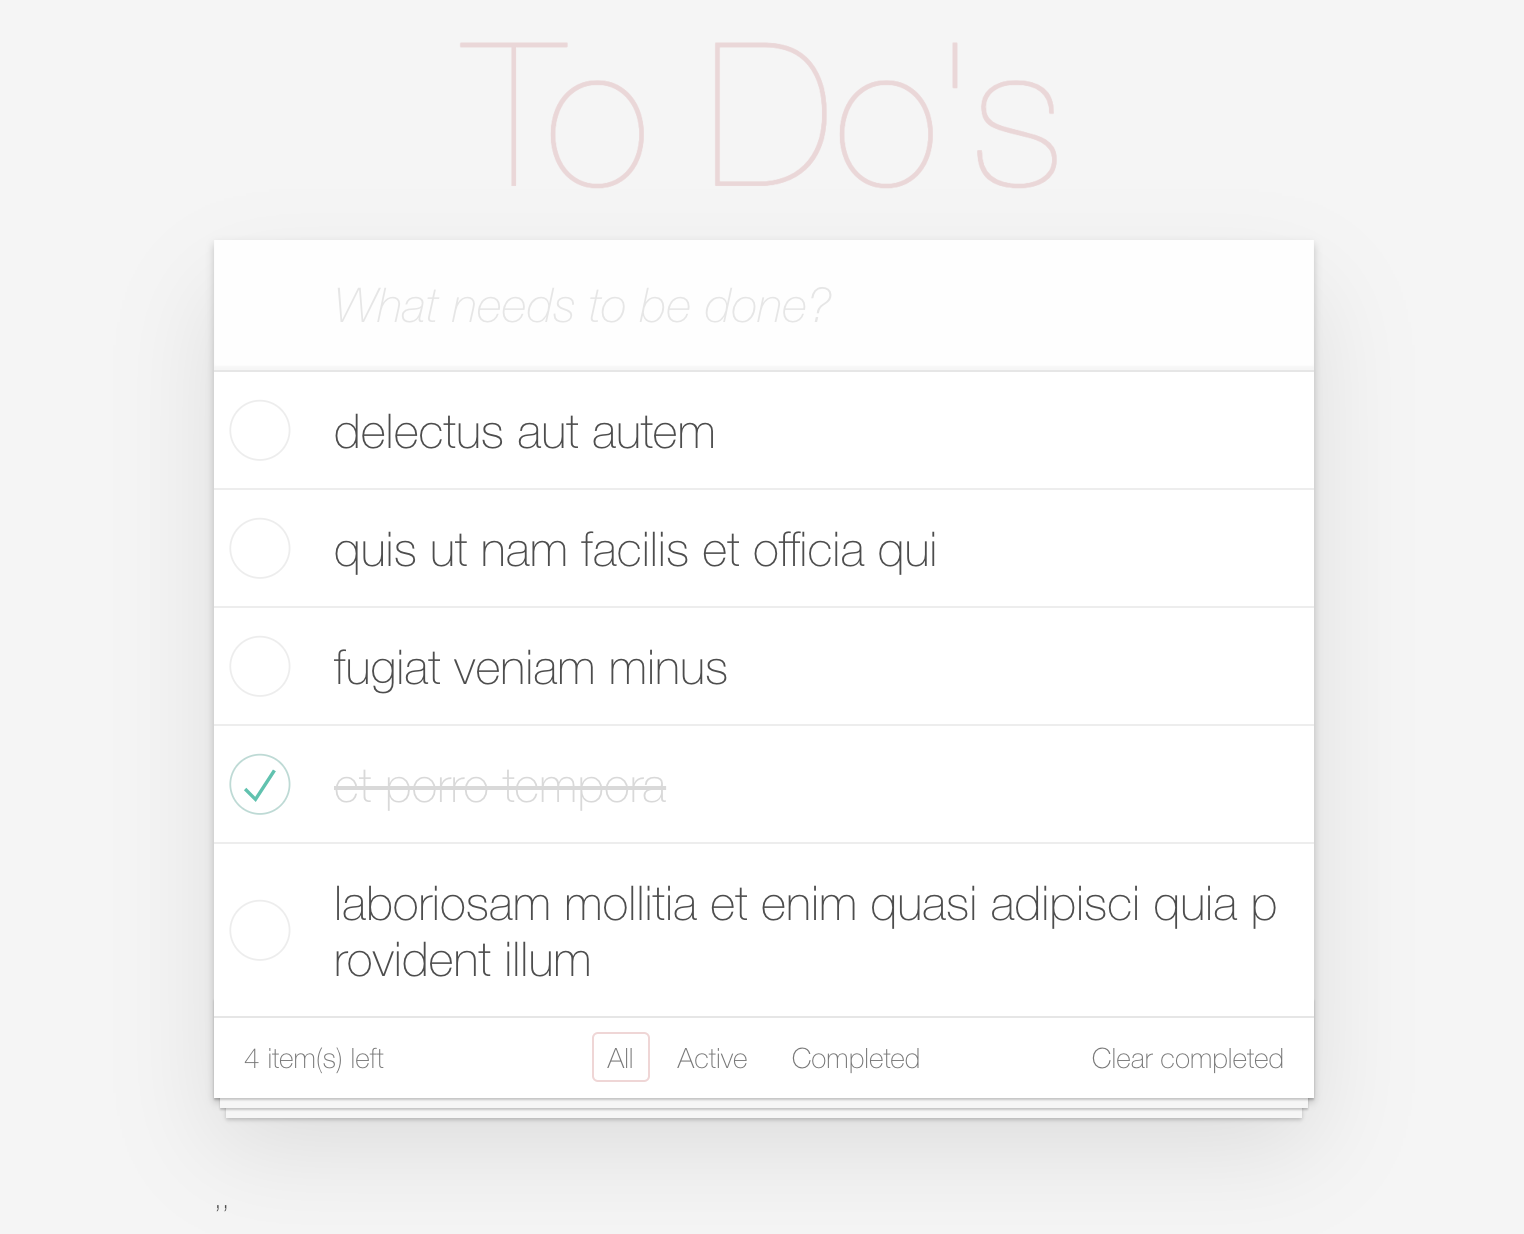 To Do's
What needs to be done?
delectus aut autem
quis ut nam facilis et officia qui
fugiat veniam minus
et porro tempora
laboriosam mollitia et enim quasi adipisci quia p
rovident illum
4 item(s) left All Active Completed Clear completed
,,